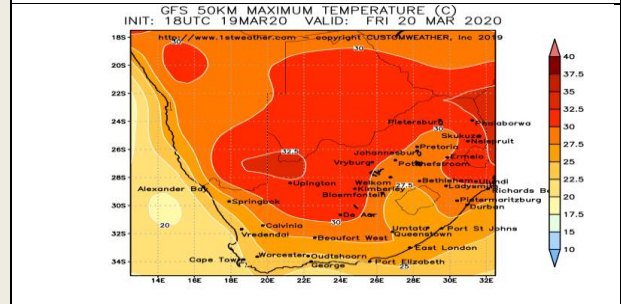 GFS 50KM MAXIMUM TEMPERATURE (C)
INIT: 18UTC 19MAR20 VALID: FRI 20 MAR 2020
http://www.1stweather.com copyright CUSTOMWEATHER, Inc 2019
18S
20S
22S
24S
26S
28S
30S
32S
34S
30
30
Pietersburg
Phalaborwa
30
Skukuza
Nelspruit
Pretoria
Johannesburg
Ermelo
32.5
Vryburg
Potchefstroom
Alexander Bay
Upington
Welkom
27.5
Bethlehem
Ulundi
Kimberley
Ladysmith
Richards B
Bloemfontein
Springbok
Pietermaritzburg
Durban
De Aar
20
30
Calvinia
Vredendal
Beaufort West
Umtata
Port St Johns
Queenstown
East London
Cape Town
Worcester
Oudtshoorn
George
Port Elizabeth
25
14E
16E
18E
20E
22E
24E
26E
28E
30E
32E
40
37.5
35
32.5
30
27.5
25
22.5
20
17.5
15
10